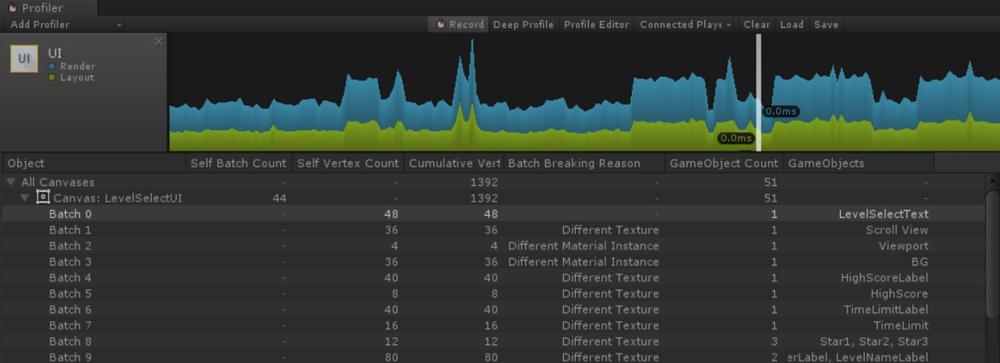 Profiler
Add Profiler Record Deep Profile Profile Editor Connected Playe Clear Load Save
UI UI
Render
Layout
0.0ms
0.0ms
Object Self Batch Count Self Vertex Count Cumulative Vert Batch Breaking Reason GameObject Count GameObjects
All Canvases - - 1392 51 -
Canvas: LevelSelectUI 44 - 1392 51 -
Batch 0 - 48 48 - 1 LevelSelectText
Batch 1 - 36 36 Different Texture 1 Scroll View
Batch 2 - 4 4 Different Material Instance 1 Viewport
Batch 3 - 36 36 Different Material Instance 1 BG
Batch 4 - 40 40 Different Texture 1 HighScoreLabel
Batch 5 - 8 8 Different Texture 1 HighScore
Batch 6 - 40 40 Different Texture 1 TimeLimitLabel
Batch 7 - 16 16 Different Texture 1 TimeLimit
Batch 8 - 12 12 Different Texture 3 Star1, Star2, Star3
Batch 9 - 80 80 Different Texture 2 erLabel, LevelNameLabel